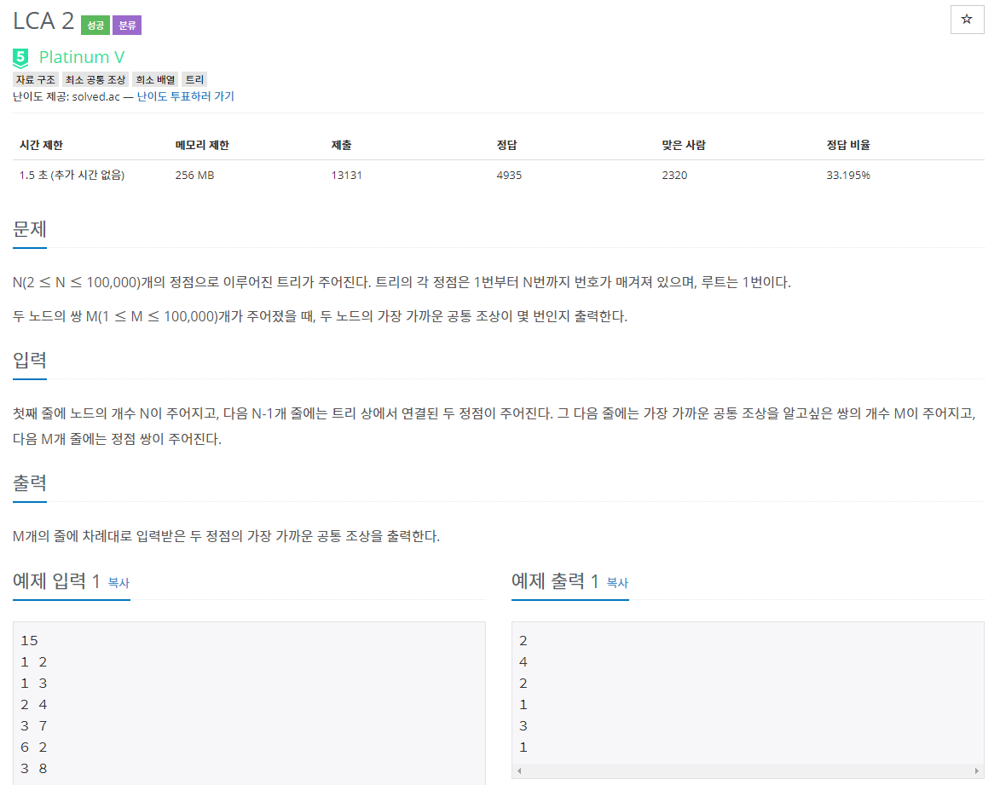 LCA 2 성공 분류
☆
5 Platinum V
자료 구조 최소 공통 조상 희소 배열 트리
난이도 제공: solved.ac — 난이도 투표하러 가기
시간 제한 메모리 제한 제출 정답 맞은 사람 정답 비율
1.5 초 (추가 시간 없음) 256 MB 13131 4935 2320 33.195%
문제
N(2 ≤ N ≤ 100,000)개의 정점으로 이루어진 트리가 주어진다. 트리의 각 정점은 1번부터 N번까지 번호가 매겨져 있으며, 루트는 1번이다.
두 노드의 쌍 M(1 ≤ M ≤ 100,000)개가 주어졌을 때, 두 노드의 가장 가까운 공통 조상이 몇 번인지 출력한다.
입력
첫째 줄에 노드의 개수 N이 주어지고, 다음 N-1개 줄에는 트리 상에서 연결된 두 정점이 주어진다. 그 다음 줄에는 가장 가까운 공통 조상을 알고싶은 쌍의 개수 M이 주어지고,
다음 M개 줄에는 정점 쌍이 주어진다.
출력
M개의 줄에 차례대로 입력받은 두 정점의 가장 가까운 공통 조상을 출력한다.
예제 입력 1 복사
15
1 2
1 3
2 4
3 7
6 2
3 8
예제 출력 1 복사
2
4
2
1
3
1